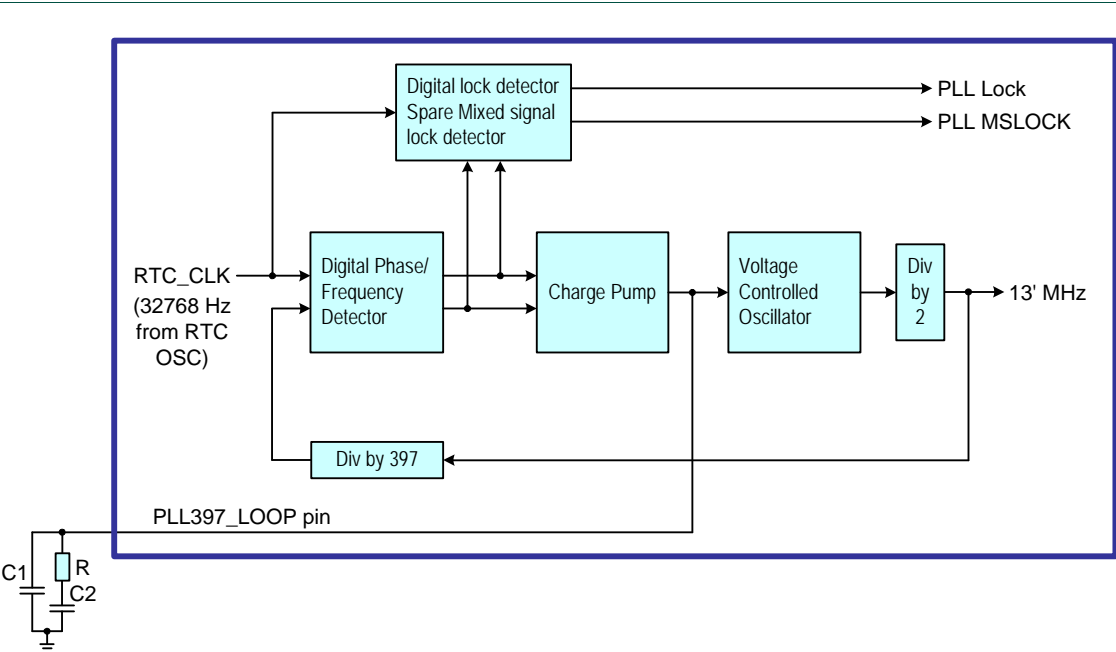 Digital lock detector
Spare Mixed signal
lock detector
PLL Lock
PLL MSLOCK
RTC_CLK
(32768 Hz
from RTC
OSC)
Digital Phase/
Frequency
Detector
Charge Pump
Voltage
Controlled
Oscillator
Div
by
2
13' MHz
Div by 397
PLL397_LOOP pin
C1
R
C2